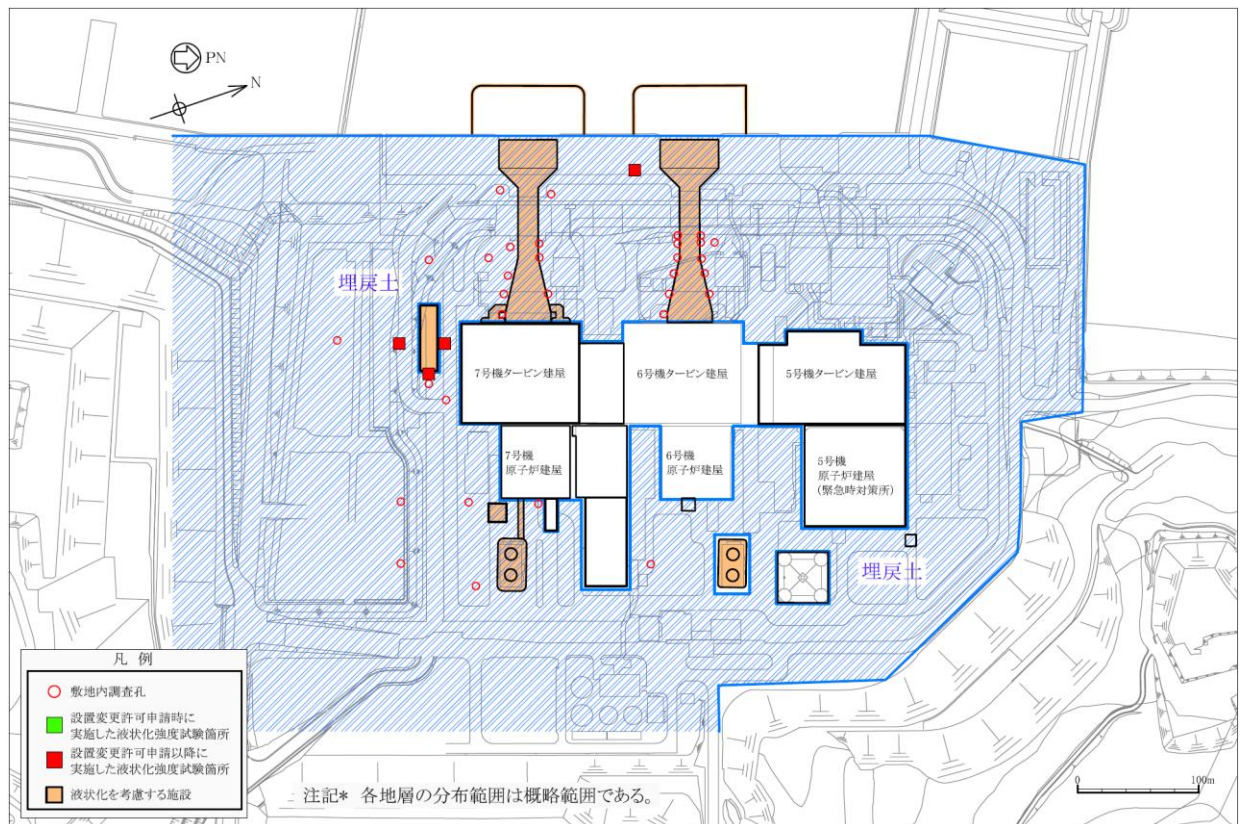 PN
N
埋戻土
7号機タービン建屋
6号機タービン建屋
5号機タービン建屋
7号機
原子炉建屋
6号機
原子炉建屋
5号機
原子炉建屋
(緊急時対策所)
埋戻土
凡 例
敷地内調査孔
設置変更許可申請時に
実施した液状化強度試験箇所
設置変更許可申請以降に
実施した液状化強度試験箇所
液状化を考慮する施設
注記* 各地層の分布範囲は概略範囲である。
0 100m